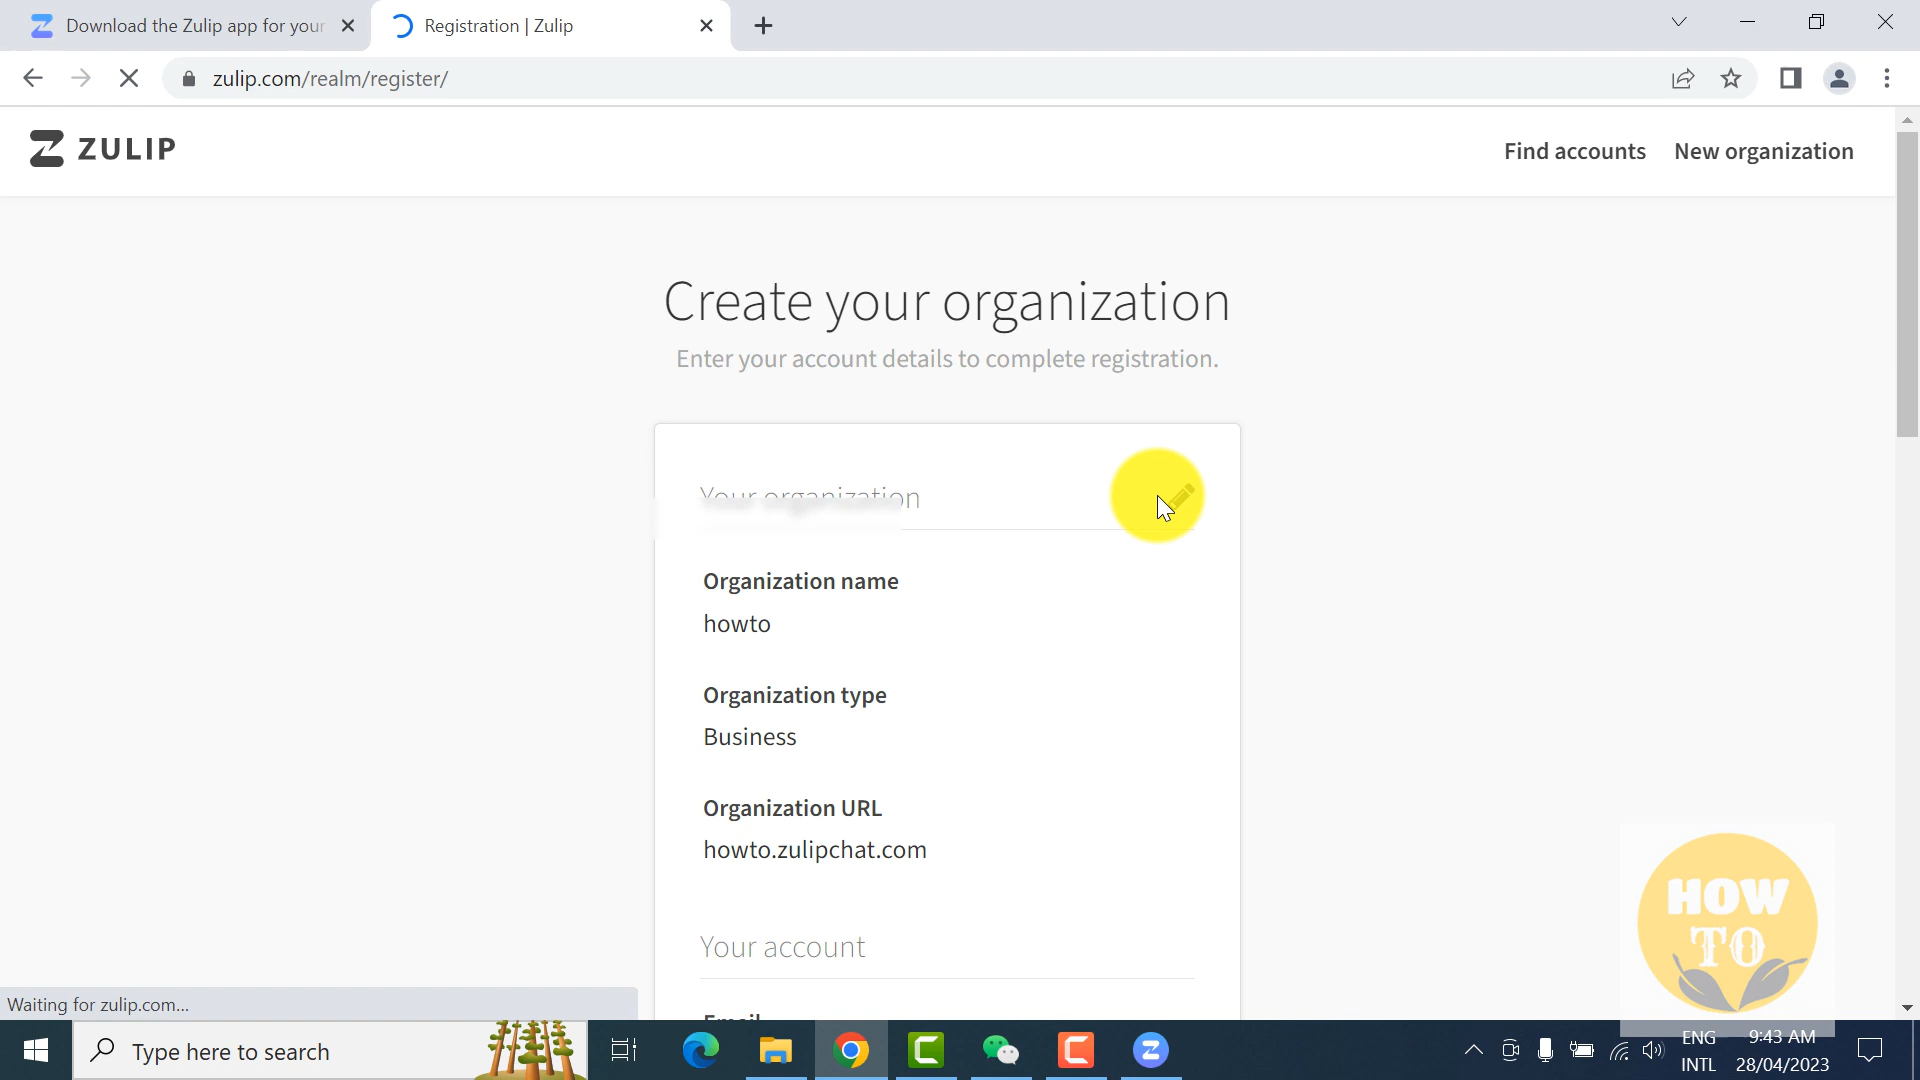 Download the Zulip app for your
Registration | Zulip
zulip.com/realm/register/
ZULIP
Find accounts
New organization
Create your organization
Enter your account details to complete registration.
Your organization
Organization name
howto
Organization type
Business
Organization URL
howto.zulipchat.com
Your account
Email
HOW
TO
Waiting for zulip.com...
Type here to search
ENG
INTL
9:43 AM
28/04/2023